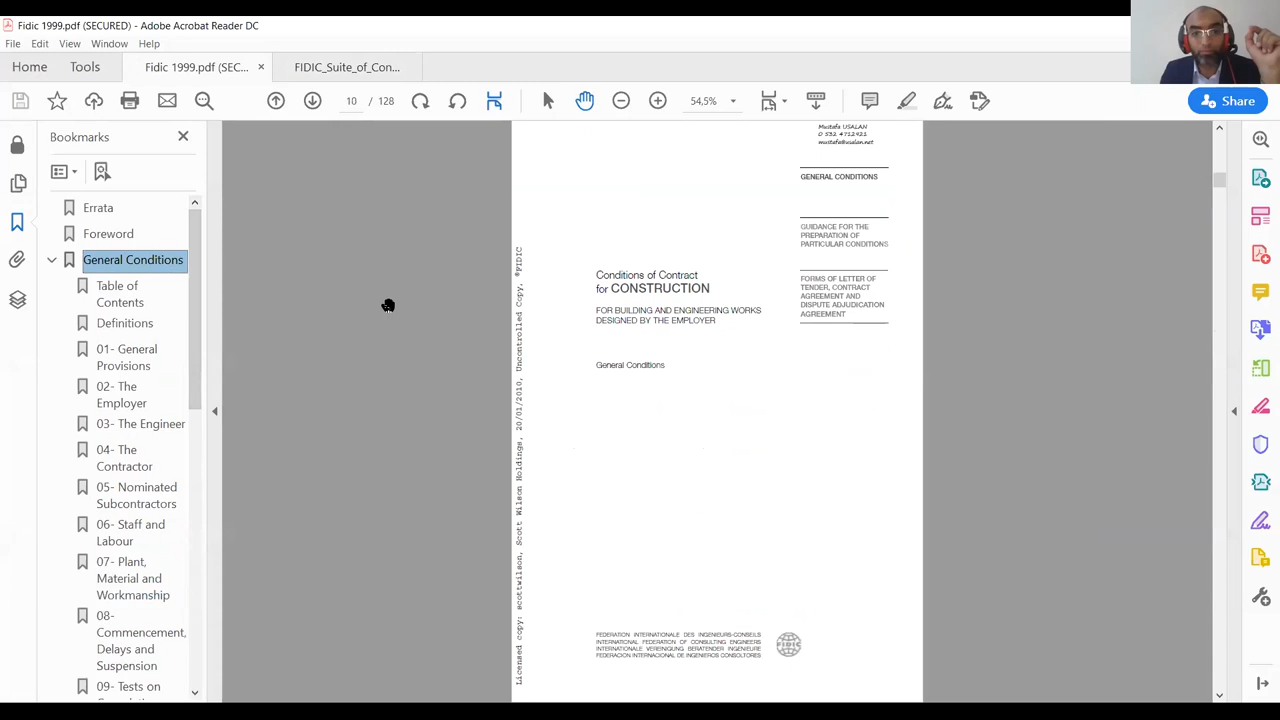 Fidic 1999.pdf (SECURED) - Adobe Acrobat Reader DC
File Edit View Window Help
Home Tools Fidic 1999.pdf (SEC... × FIDIC_Suite_of_Con...
10 / 128 54,5% Share
Bookmarks
Errata
Foreword
General Conditions
Table of
Contents
Definitions
01- General
Provisions
02- The
Employer
03- The Engineer
04- The
Contractor
05- Nominated
Subcontractors
06- Staff and
Labour
07- Plant,
Material and
Workmanship
08-
Commencement,
Delays and
Suspension
09- Tests on
Licensed copy: scottwilson, Scott Wilson Holdings, 20/01/2010, Uncontrolled Copy, ®FIDIC
Mustafa USALAN
0 532 4712921
mustafa@usalan.net
GENERAL CONDITIONS
GUIDANCE FOR THE
PREPARATION OF
PARTICULAR CONDITIONS
FORMS OF LETTER OF
TENDER, CONTRACT
AGREEMENT AND
DISPUTE ADJUDICATION
AGREEMENT
Conditions of Contract
for CONSTRUCTION
FOR BUILDING AND ENGINEERING WORKS
DESIGNED BY THE EMPLOYER
General Conditions
FEDERATION INTERNATIONALE DES INGENIEURS-CONSEILS
INTERNATIONAL FEDERATION OF CONSULTING ENGINEERS
INTERNATIONALE VEREINIGUNG BERATENDER INGENIEURE
FEDERACION INTERNACIONAL DE INGENIEROS CONSULTORES
FIDIC